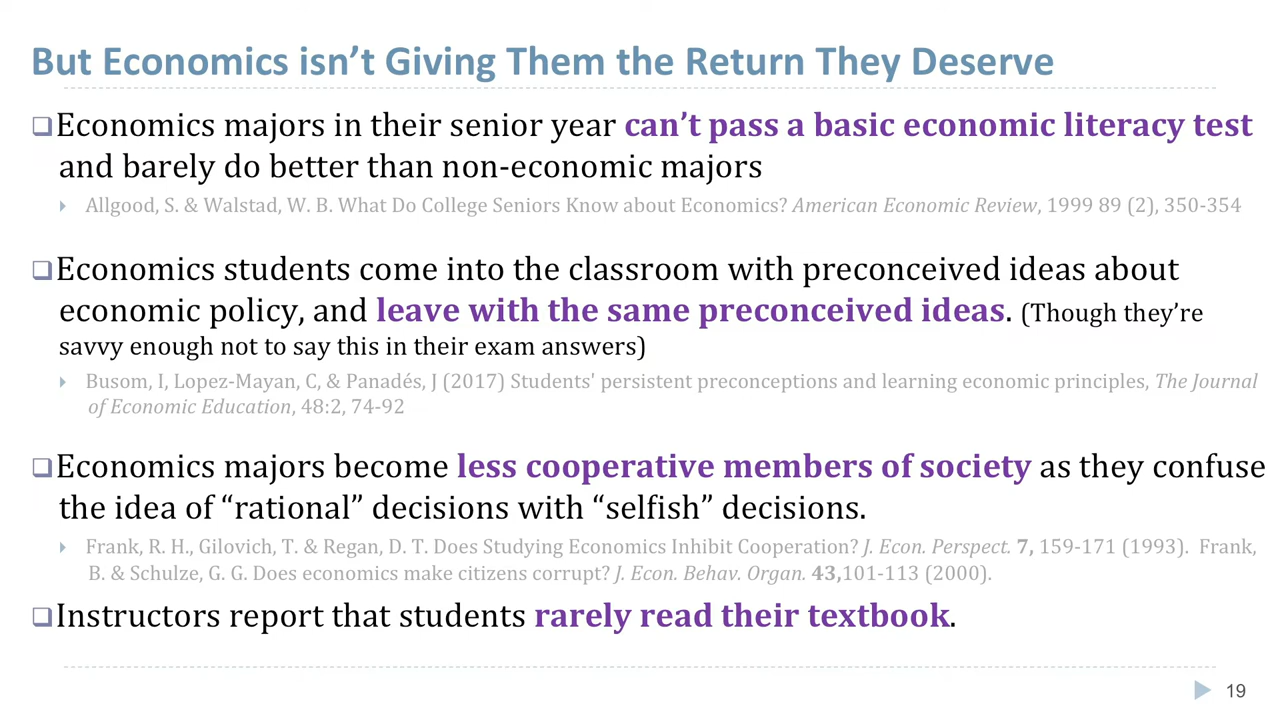 But Economics isn’t Giving Them the Return They Deserve
Economics majors in their senior year can’t pass a basic economic literacy test
and barely do better than non-economic majors
Allgood, S. & Walstad, W. B. What Do College Seniors Know about Economics? American Economic Review, 1999 89 (2), 350-354
Economics students come into the classroom with preconceived ideas about
economic policy, and leave with the same preconceived ideas. (Though they’re
savvy enough not to say this in their exam answers)
Busom, I, Lopez-Mayan, C, & Panadés, J (2017) Students' persistent preconceptions and learning economic principles, The Journal
of Economic Education, 48:2, 74-92
Economics majors become less cooperative members of society as they confuse
the idea of “rational” decisions with “selfish” decisions.
Frank, R. H., Gilovich, T. & Regan, D. T. Does Studying Economics Inhibit Cooperation? J. Econ. Perspect. 7, 159-171 (1993). Frank,
B. & Schulze, G. G. Does economics make citizens corrupt? J. Econ. Behav. Organ. 43,101-113 (2000).
Instructors report that students rarely read their textbook.
19